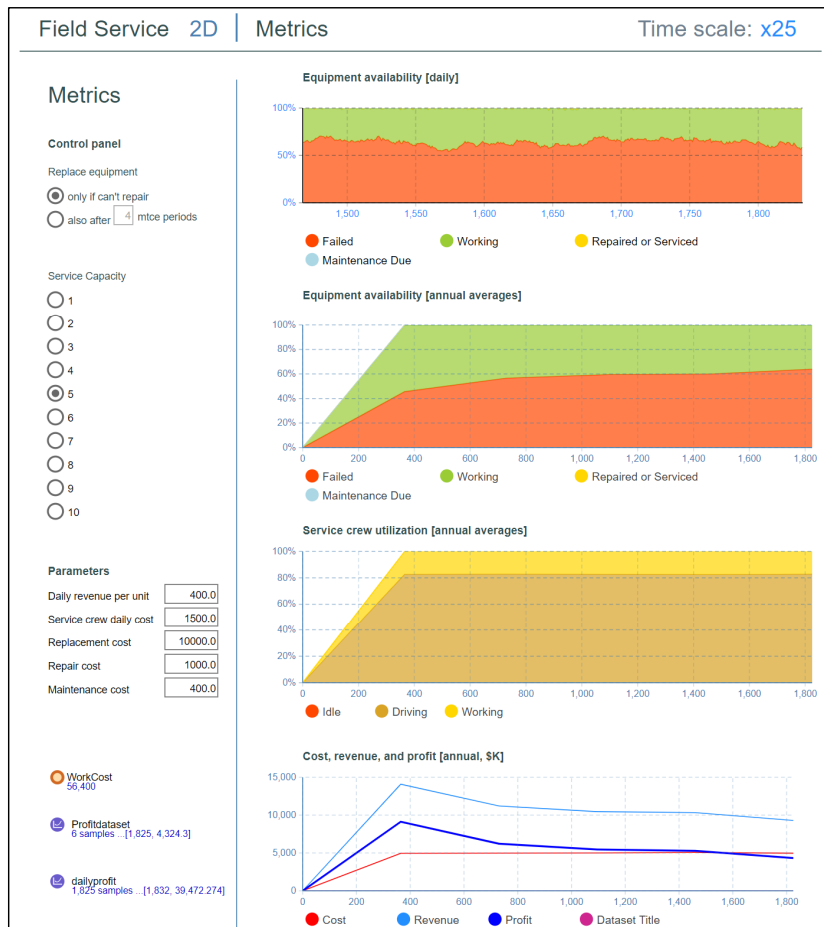 Field Service 2D Metrics Time scale: x25
Metrics
Control panel
Replace equipment
only if can't repair
also after 4 mtce periods
Service Capacity
1
2
3
4
5
6
7
8
9
10
Parameters
Daily revenue per unit 400.0
Service crew daily cost 1500.0
Replacement cost 10000.0
Repair cost 1000.0
Maintenance cost 400.0
WorkCost
56,400
Profitdataset
6 samples ...[1,825, 4,324.3]
dailyprofit
1,825 samples ...[1,832, 39,472.274]
Equipment availability [daily]
100%
50%
0%
1,500 1,550 1,600 1,650 1,700 1,750 1,800
Failed Working Repaired or Serviced
Maintenance Due
Equipment availability [annual averages]
100%
80%
60%
40%
20%
0%
0 200 400 600 800 1,000 1,200 1,400 1,600 1,800
Failed Working Repaired or Serviced
Maintenance Due
Service crew utilization [annual averages]
100%
80%
60%
40%
20%
0%
0 200 400 600 800 1,000 1,200 1,400 1,600 1,800
Idle Driving Working
Cost, revenue, and profit [annual, $K]
15,000
10,000
5,000
0
0 200 400 600 800 1,000 1,200 1,400 1,600 1,800
Cost Revenue Profit Dataset Title